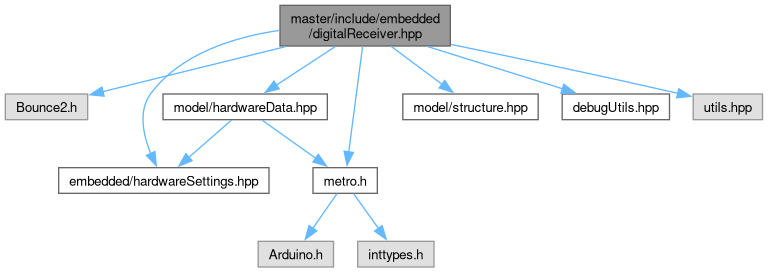 master/include/embedded
/digitalReceiver.hpp
Bounce2.h
model/hardwareData.hpp
model/structure.hpp
debugUtils.hpp
utils.hpp
embedded/hardwareSettings.hpp
metro.h
Arduino.h
inttypes.h